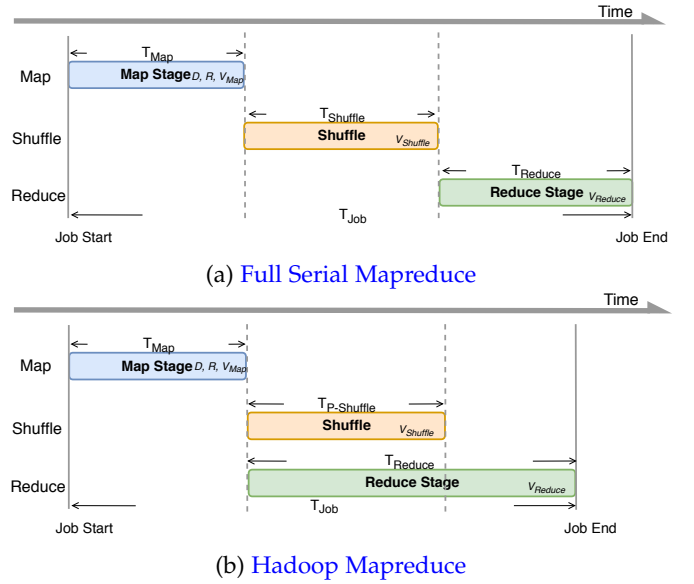 Time
T_Map
Map Map Stage D, R, V_Map
T_Shuffle
Shuffle Shuffle V_Shuffle
T_Reduce
Reduce Reduce Stage V_Reduce
T_Job
Job Start Job End
(a) Full Serial Mapreduce
Time
T_Map
Map Map Stage D, R, V_Map
T_P-Shuffle
Shuffle Shuffle V_Shuffle
T_Reduce
Reduce Reduce Stage V_Reduce
T_Job
Job Start Job End
(b) Hadoop Mapreduce